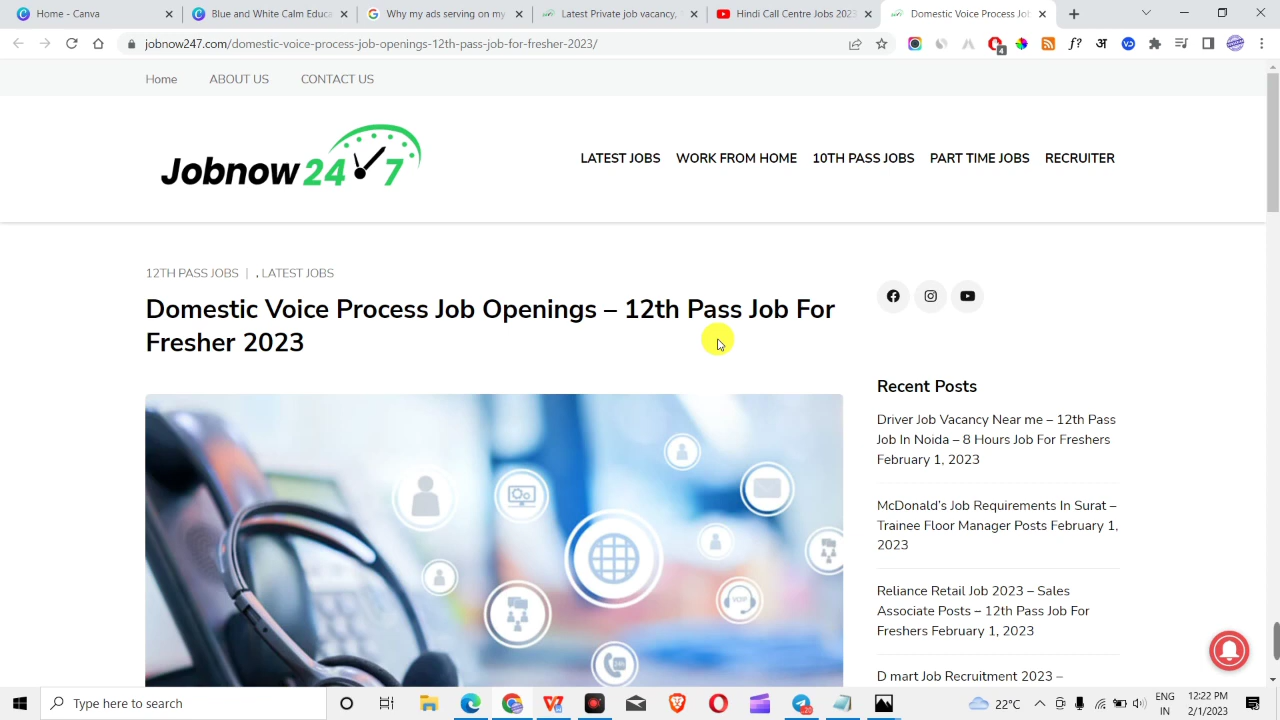 Home - Canva
Blue and White Calm Educa
Why my ads serving on my
Latest Private job vacancy,
Hindi Call Centre Jobs 2023
Domestic Voice Process Job
jobnow247.com/domestic-voice-process-job-openings-12th-pass-job-for-fresher-2023/
4
f?
अ
Home
ABOUT US
CONTACT US
Jobnow 24 7
LATEST JOBS
WORK FROM HOME
10TH PASS JOBS
PART TIME JOBS
RECRUITER
12TH PASS JOBS | . LATEST JOBS
Domestic Voice Process Job Openings – 12th Pass Job For
Fresher 2023
VOIP
24h
Recent Posts
Driver Job Vacancy Near me – 12th Pass
Job In Noida – 8 Hours Job For Freshers
February 1, 2023
McDonald's Job Requirements In Surat –
Trainee Floor Manager Posts February 1,
2023
Reliance Retail Job 2023 – Sales
Associate Posts – 12th Pass Job For
Freshers February 1, 2023
D mart Job Recruitment 2023 –
Type here to search
20
22°C
ENG
IN
12:22 PM
2/1/2023